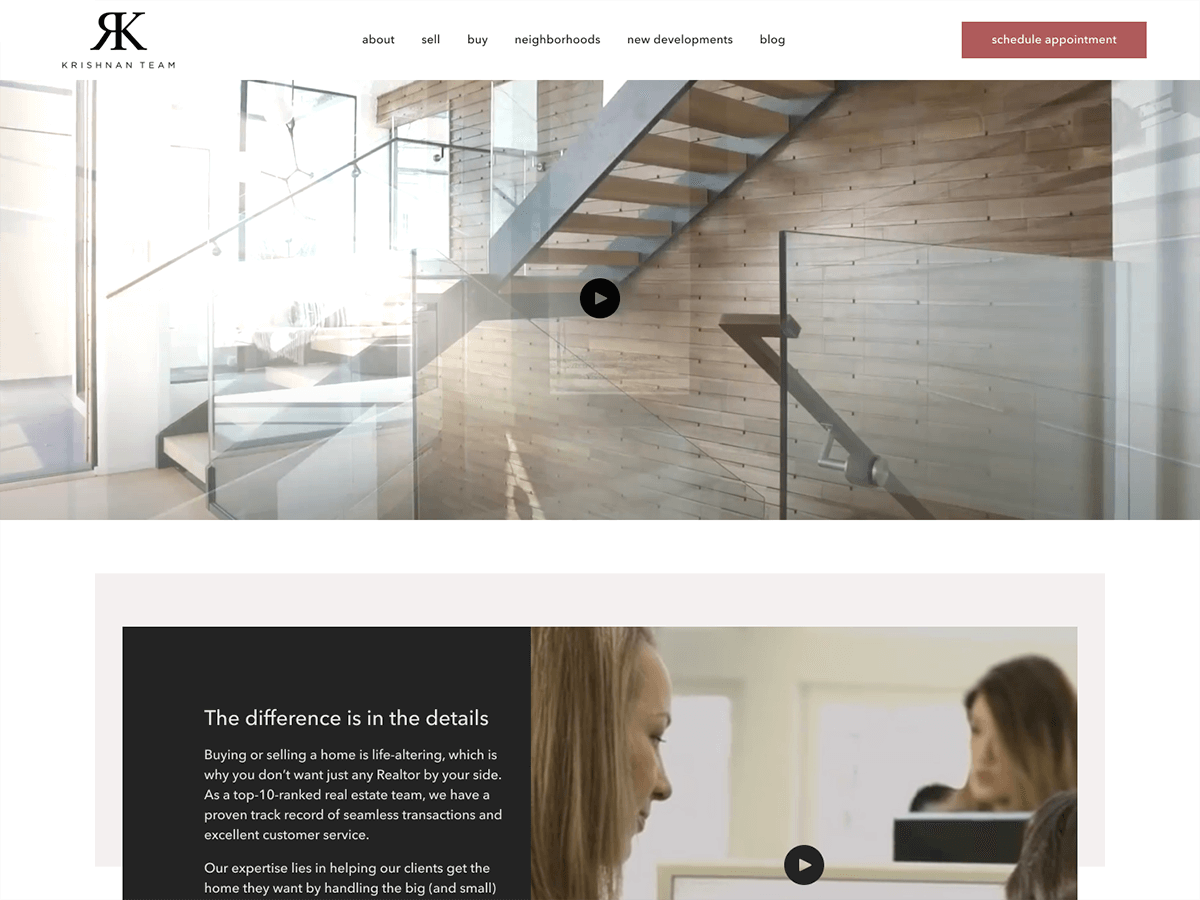 RK
KRISHNAN TEAM
about sell buy neighborhoods new developments blog
schedule appointment
The difference is in the details
Buying or selling a home is life-altering, which is
why you don’t want just any Realtor by your side.
As a top-10-ranked real estate team, we have a
proven track record of seamless transactions and
excellent customer service.
Our expertise lies in helping our clients get the
home they want by handling the big (and small)